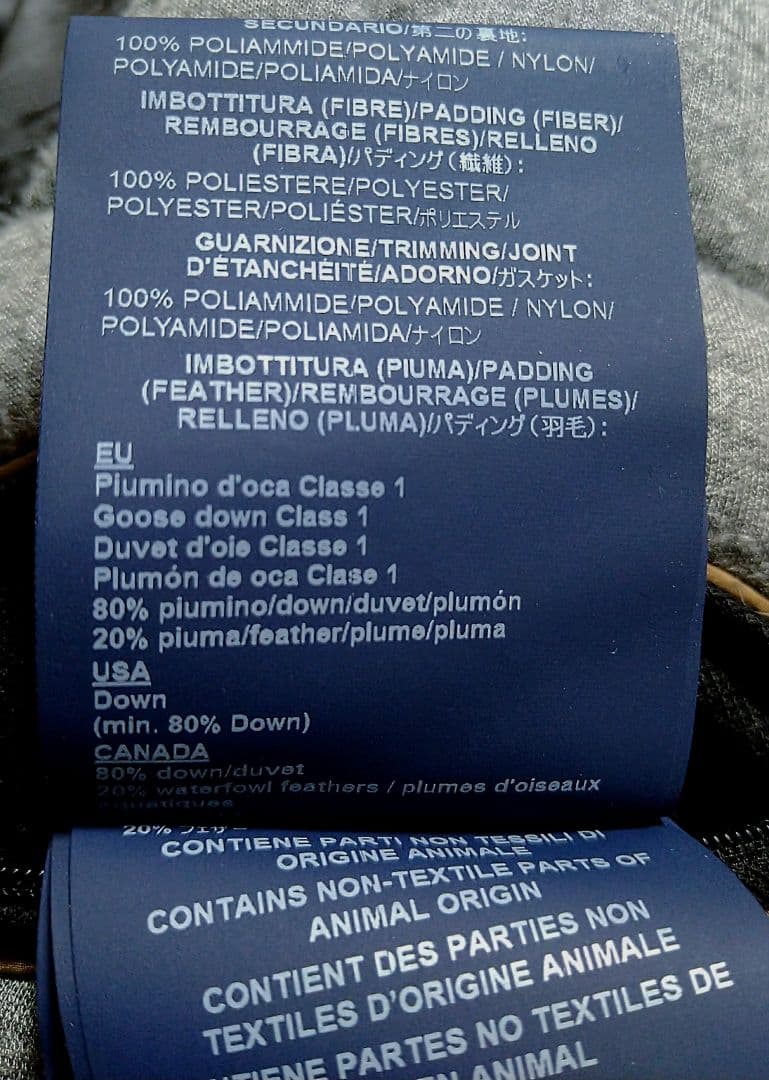 SECUNDARIO/第二の裏地:
100% POLIAMMIDE/POLYAMIDE / NYLON/
POLYAMIDE/POLIAMIDA/ナイロン
IMBOTTITURA (FIBRE)/PADDING (FIBER)/
REMBOURRAGE (FIBRES)/RELLENO
(FIBRA)/パディング(繊維):
100% POLIESTERE/POLYESTER/
POLYESTER/POLIÉSTER/ポリエステル
GUARNIZIONE/TRIMMING/JOINT
D'ÉTANCHÉITÉ/ADORNO/ガスケット:
100% POLIAMMIDE/POLYAMIDE / NYLON/
POLYAMIDE/POLIAMIDA/ナイロン
IMBOTTITURA (PIUMA)/PADDING
(FEATHER)/REMBOURRAGE (PLUMES)/
RELLENO (PLUMA)/パディング(羽毛):
EU
Piumino d'oca Classe 1
Goose down Class 1
Duvet d'oie Classe 1
Plumón de oca Clase 1
80% piumino/down/duvet/plumón
20% piuma/feather/plume/pluma
USA
Down
(min. 80% Down)
CANADA
80% down/duvet
20% waterfowl feathers / plumes d'oiseaux
aquatiques
20% フェザー
CONTIENE PARTI NON TESSILI DI
ORIGINE ANIMALE
CONTAINS NON-TEXTILE PARTS OF
ANIMAL ORIGIN
CONTIENT DES PARTIES NON
TEXTILES D'ORIGINE ANIMALE
PARTES NO TEXTILES DE
ANIMAL